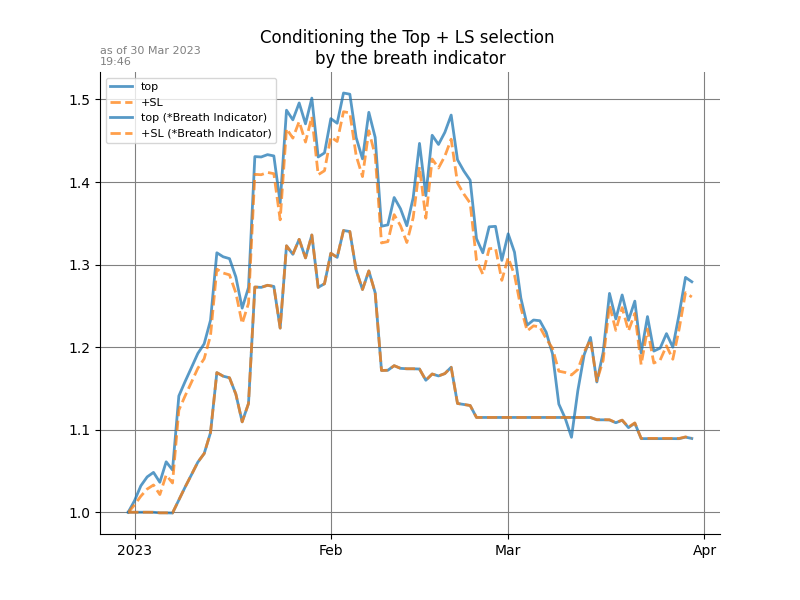 Conditioning the Top + LS selection
by the breath indicator
as of 30 Mar 2023
19:46
top
+SL
top (*Breath Indicator)
+SL (*Breath Indicator)
1.5
1.4
1.3
1.2
1.1
1.0
2023
Feb
Mar
Apr